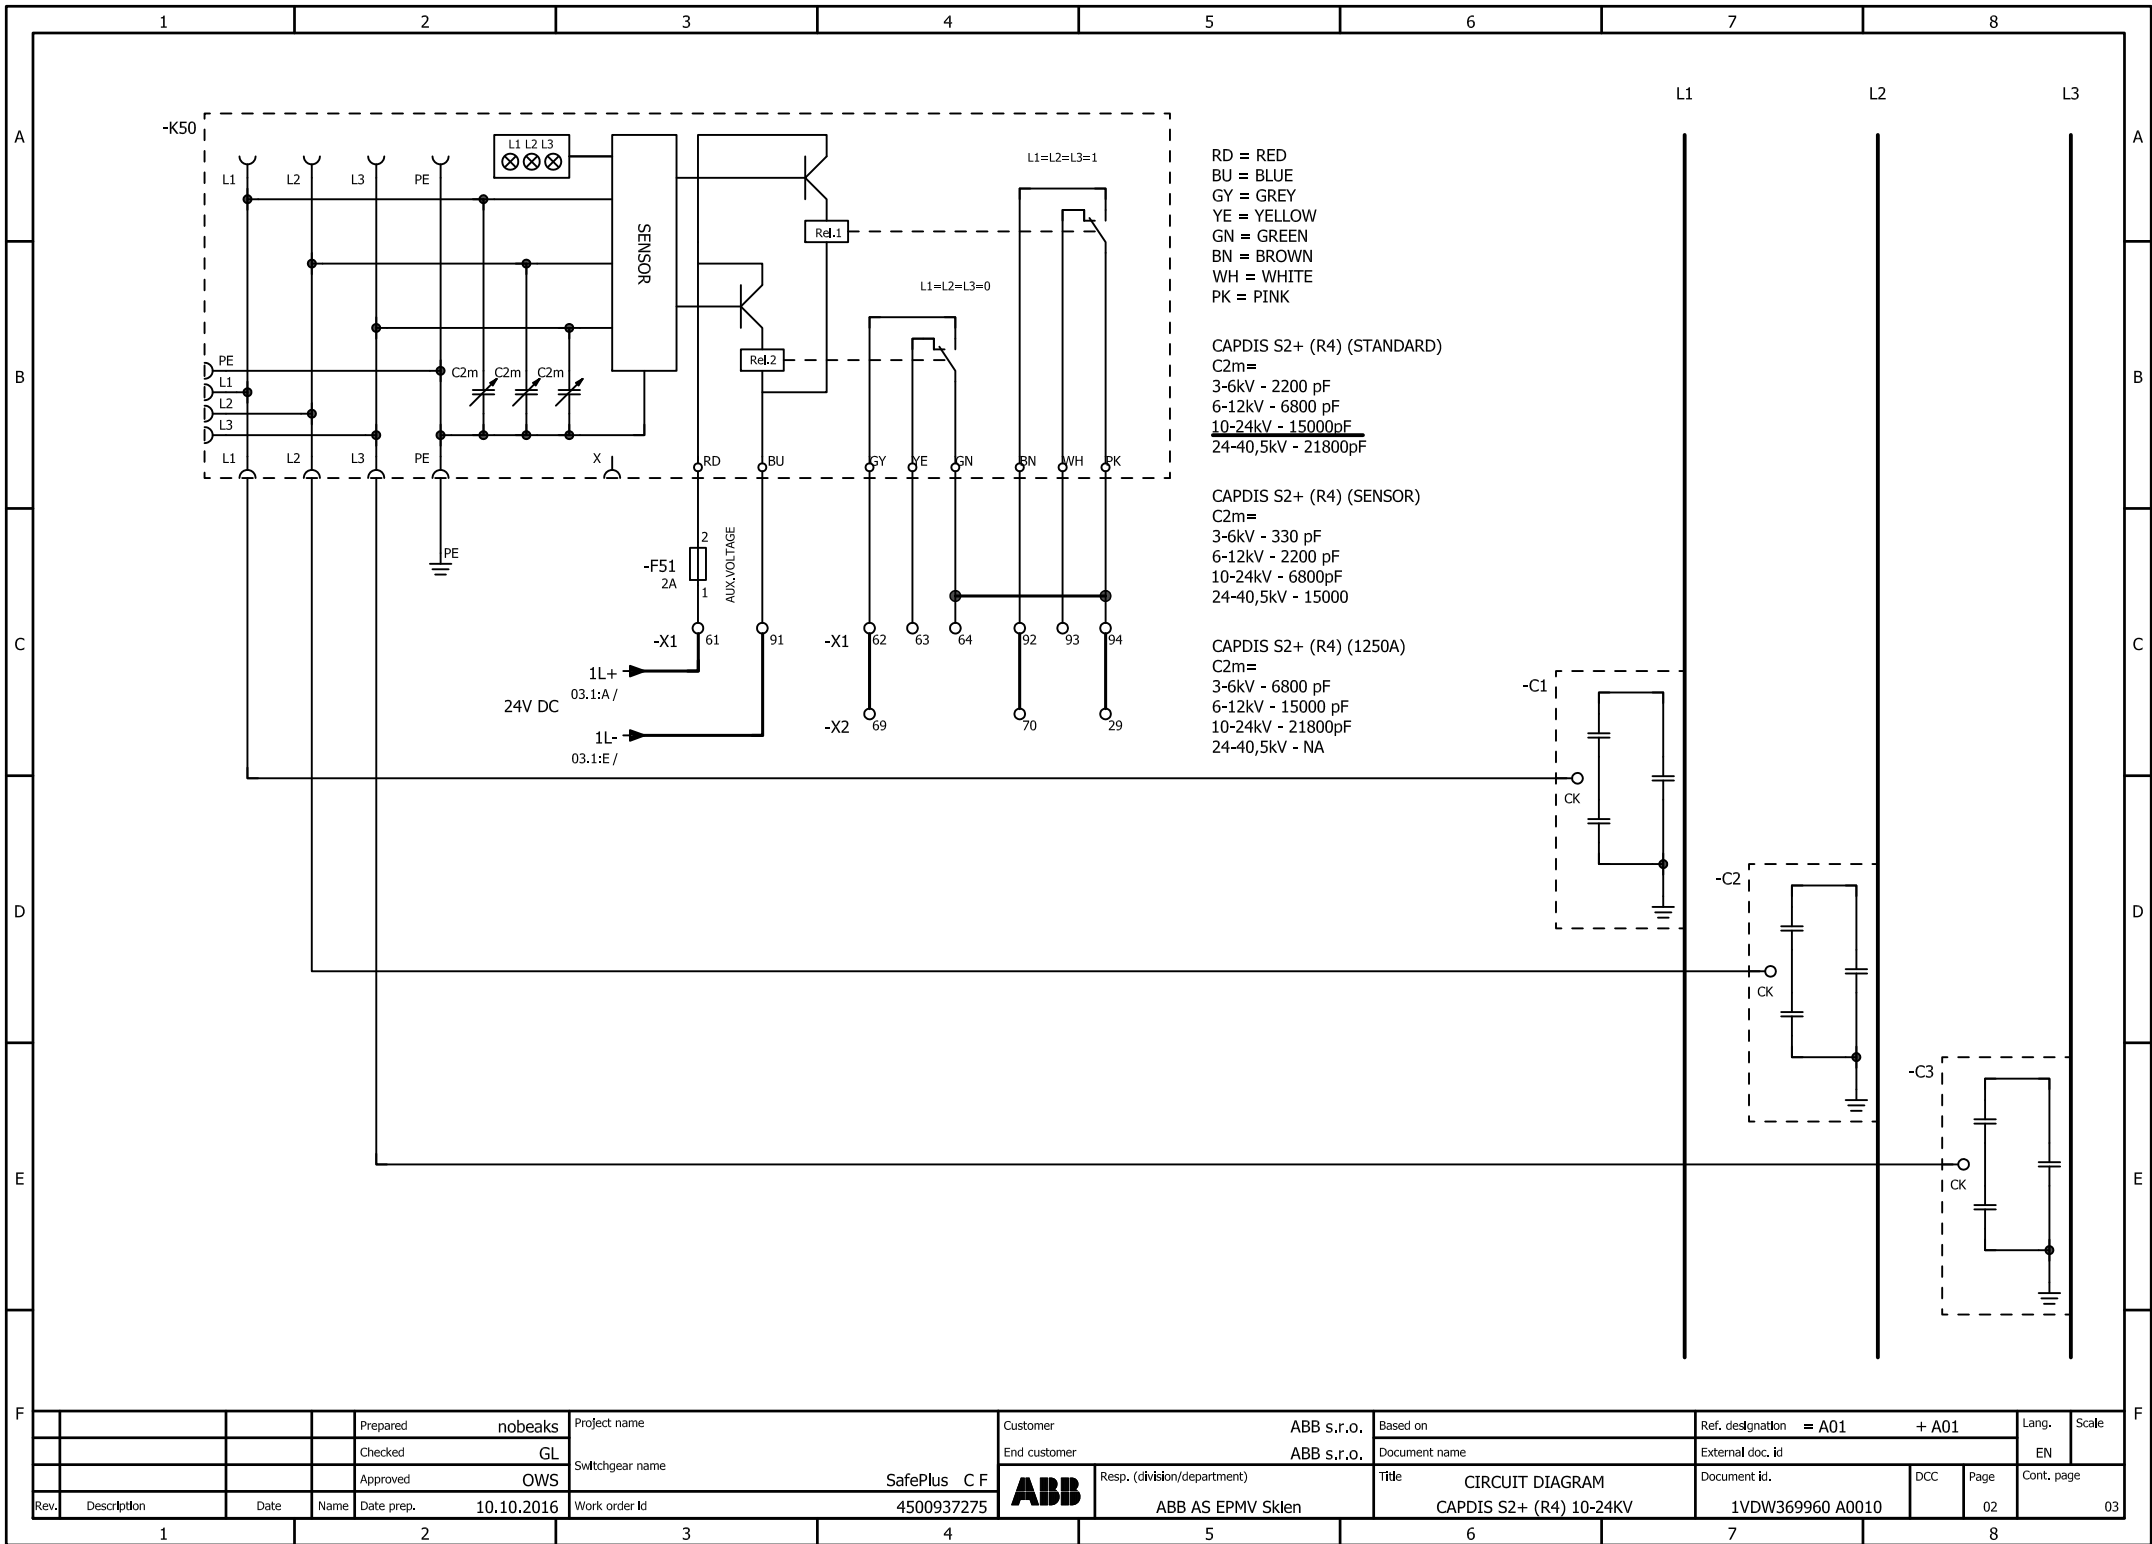 1 2 3 4 5 6 7 8
A
B
C
D
E
F
A
B
C
D
E
F
-K50
L1 L2 L3 PE
L1 L2 L3
SENSOR
Rel.1
Rel.2
L1=L2=L3=1
L1=L2=L3=0
PE
L1
L2
L3
C2m C2m C2m
L1 L2 L3 PE X
RD BU GY YE GN BN WH PK
PE
-F51
2A
2
1
AUX.VOLTAGE
-X1 61 91
-X1 62 63 64 92 93 94
1L+
03.1:A /
24V DC
1L-
03.1:E /
-X2 69 70 29
RD = RED
BU = BLUE
GY = GREY
YE = YELLOW
GN = GREEN
BN = BROWN
WH = WHITE
PK = PINK
CAPDIS S2+ (R4) (STANDARD)
C2m=
3-6kV - 2200 pF
6-12kV - 6800 pF
10-24kV - 15000pF
24-40,5kV - 21800pF
CAPDIS S2+ (R4) (SENSOR)
C2m=
3-6kV - 330 pF
6-12kV - 2200 pF
10-24kV - 6800pF
24-40,5kV - 15000
CAPDIS S2+ (R4) (1250A)
C2m=
3-6kV - 6800 pF
6-12kV - 15000 pF
10-24kV - 21800pF
24-40,5kV - NA
L1 L2 L3
-C1
CK
-C2
CK
-C3
CK
Rev. Description Date Name
Prepared nobeaks
Checked GL
Approved OWS
Date prep. 10.10.2016
Project name
Switchgear name
SafePlus C F
Work order id 4500937275
Customer ABB s.r.o.
End customer ABB s.r.o.
ABB
Resp. (division/department)
ABB AS EPMV Skien
Based on
Document name
Title CIRCUIT DIAGRAM
CAPDIS S2+ (R4) 10-24KV
Ref. designation = A01 + A01
External doc. id
Document id.
1VDW369960 A0010
DCC
Page
02
Lang.
EN
Scale
Cont. page
03
1 2 3 4 5 6 7 8